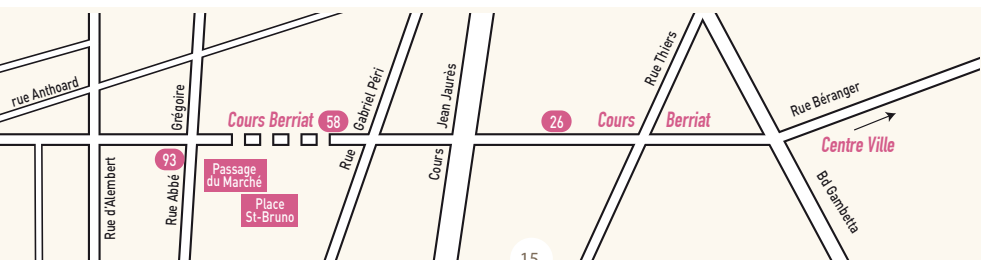 rue Anthoard
Rue d'Alembert
Rue Abbé
Grégoire
93
Cours Berriat
58
Passage
du Marché
Place
St-Bruno
Rue
Gabriel Péri
Cours
Jean Jaurès
26
Cours
Berriat
Rue Thiers
Rue Béranger
Centre Ville
Bd Gambetta
15